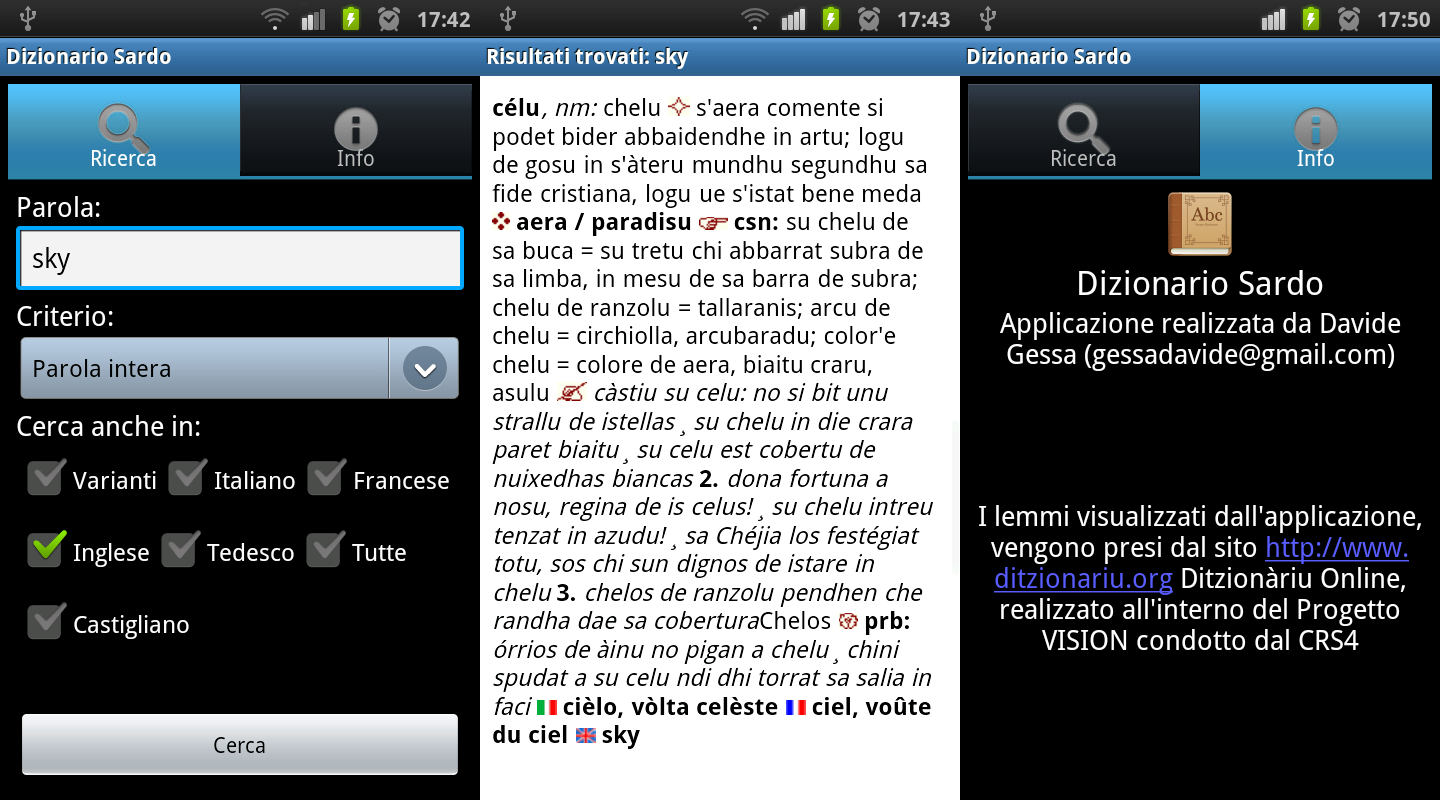 17:42
Dizionario Sardo
Ricerca
Info
Parola:
sky
Criterio:
Parola intera
Cerca anche in:
Varianti
Italiano
Francese
Inglese
Tedesco
Tutte
Castigliano
Cerca
17:43
Risultati trovati: sky
célu, nm: chelu s'aera comente si
podet bider abbaidendhe in artu; logu
de gosu in s'àteru mundhu segundhu sa
fide cristiana, logu ue s'istat bene meda
aera / paradisu csn: su chelu de
sa buca = su tretu chi abbarrat subra de
sa limba, in mesu de sa barra de subra;
chelu de ranzolu = tallaranis; arcu de
chelu = circhiolla, arcubaradu; color'e
chelu = colore de aera, biaitu craru,
asulu càstiu su celu: no si bit unu
strallu de istellas ¸ su chelu in die crara
paret biaitu ¸ su celu est cobertu de
nuixedhas biancas 2. dona fortuna a
nosu, regina de is celus! ¸ su chelu intreu
tenzat in azudu! ¸ sa Chéjia los festégiat
totu, sos chi sun dignos de istare in
chelu 3. chelos de ranzolu pendhen che
randha dae sa coberturaChelos prb:
órrios de àinu no pigan a chelu ¸ chini
spudat a su celu ndi dhi torrat sa salia in
faci cièlo, vòlta celèste ciel, voûte
du ciel sky
17:50
Dizionario Sardo
Ricerca
Info
Abc
Dizionario Sardo
Applicazione realizzata da Davide
Gessa (gessadavide@gmail.com)
I lemmi visualizzati dall'applicazione,
vengono presi dal sito http://www.
ditzionariu.org Ditzionàriu Online,
realizzato all'interno del Progetto
VISION condotto dal CRS4